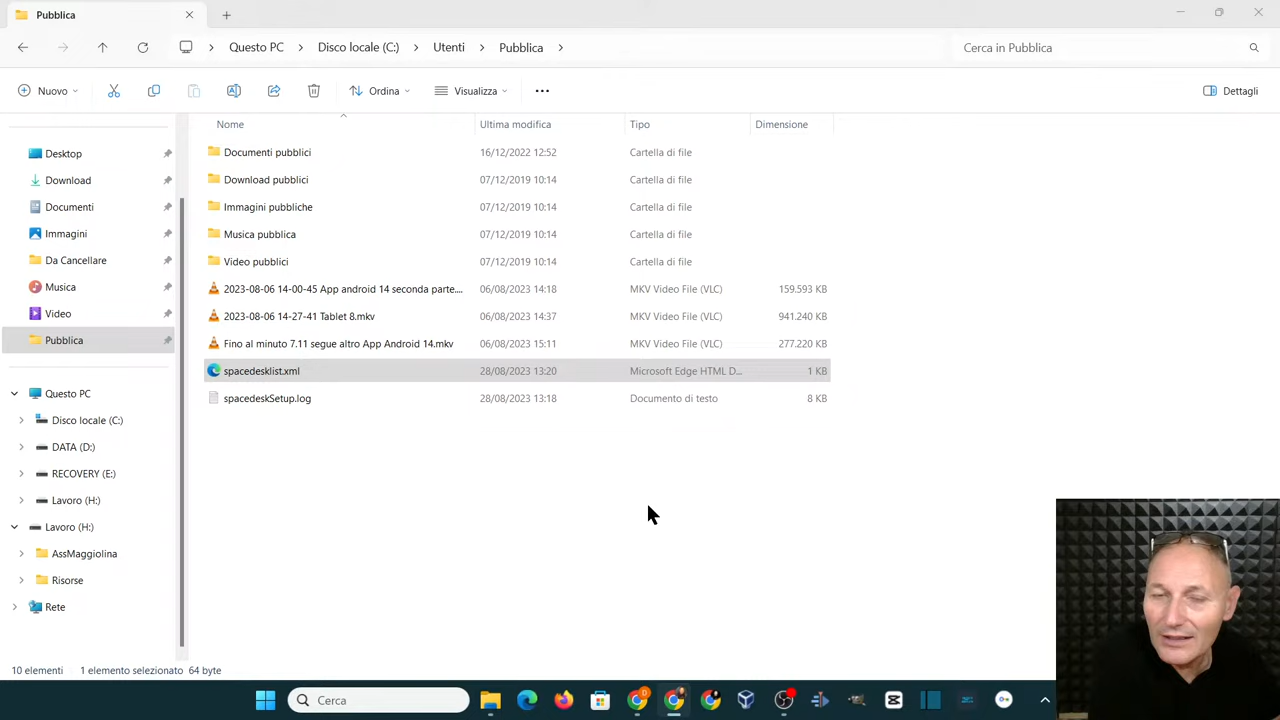 Pubblica
Questo PC
Disco locale (C:)
Utenti
Pubblica
Cerca in Pubblica
Nuovo
Ordina
Visualizza
Dettagli
Nome
Ultima modifica
Tipo
Dimensione
Desktop
Download
Documenti
Immagini
Da Cancellare
Musica
Video
Pubblica
Questo PC
Disco locale (C:)
DATA (D:)
RECOVERY (E:)
Lavoro (H:)
Lavoro (H:)
AssMaggiolina
Risorse
Rete
Documenti pubblici 16/12/2022 12:52 Cartella di file
Download pubblici 07/12/2019 10:14 Cartella di file
Immagini pubbliche 07/12/2019 10:14 Cartella di file
Musica pubblica 07/12/2019 10:14 Cartella di file
Video pubblici 07/12/2019 10:14 Cartella di file
2023-08-06 14-00-45 App android 14 seconda parte.... 06/08/2023 14:18 MKV Video File (VLC) 159.593 KB
2023-08-06 14-27-41 Tablet 8.mkv 06/08/2023 14:37 MKV Video File (VLC) 941.240 KB
Fino al minuto 7.11 segue altro App Android 14.mkv 06/08/2023 15:11 MKV Video File (VLC) 277.220 KB
spacedesklist.xml 28/08/2023 13:20 Microsoft Edge HTML D... 1 KB
spacedeskSetup.log 28/08/2023 13:18 Documento di testo 8 KB
10 elementi 1 elemento selezionato 64 byte
Cerca